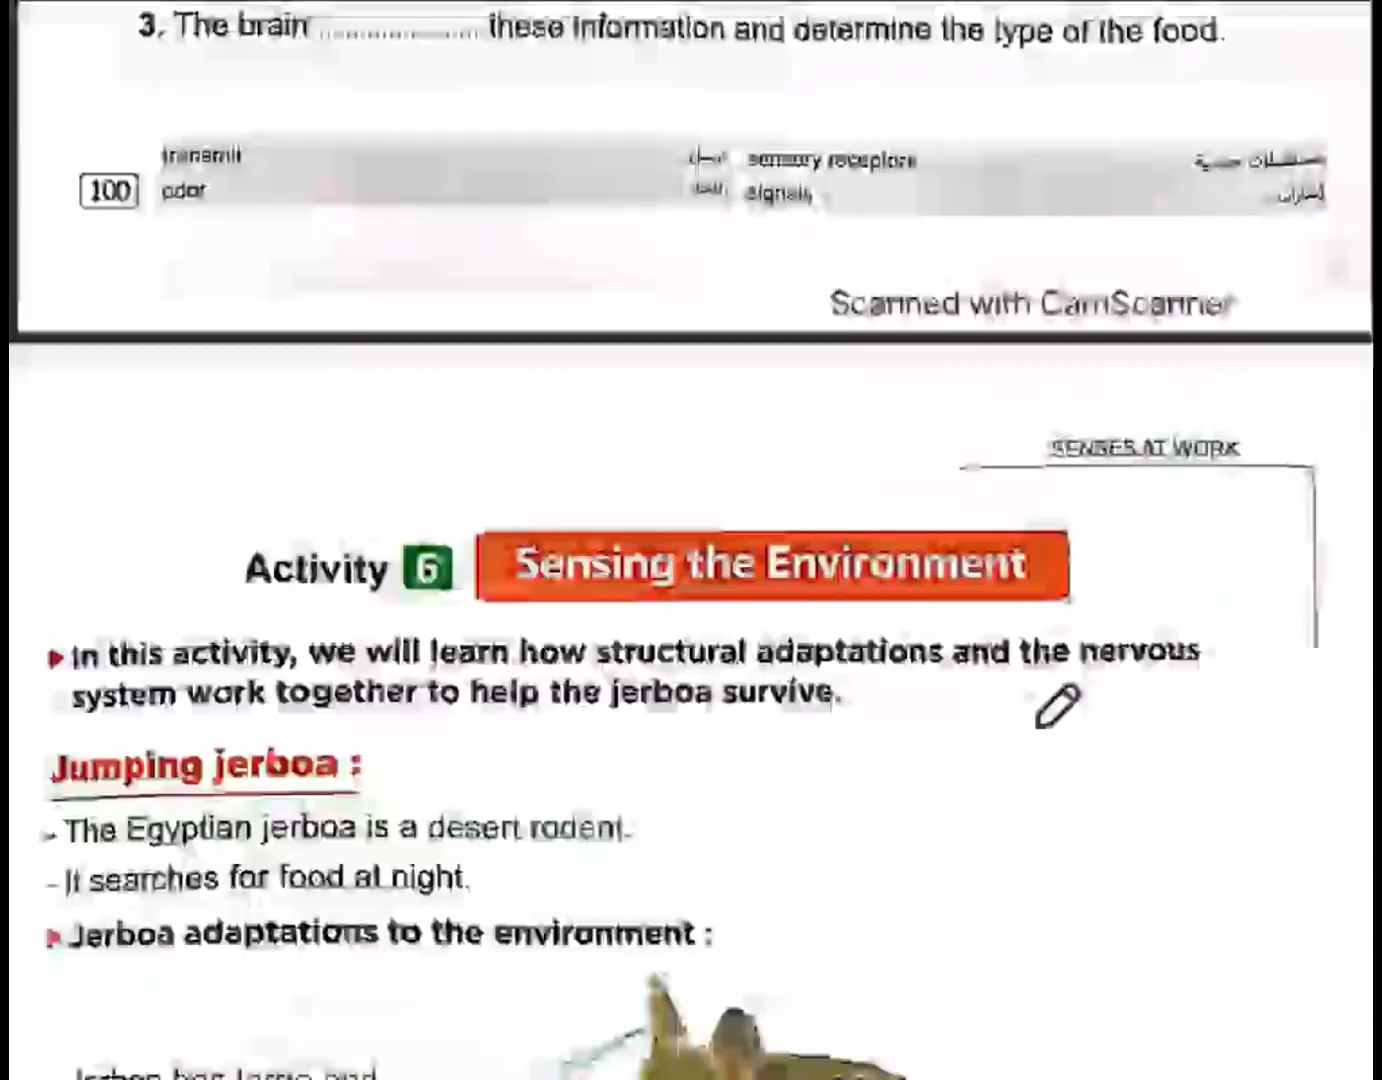 3. The brain ................ these information and determine the type of the food.
transmit sensory receptors
100 odor signals
Scanned with CamScanner
SENSES AT WORK
Activity 6 Sensing the Environment
In this activity, we will learn how structural adaptations and the nervous
system work together to help the jerboa survive.
Jumping jerboa :
- The Egyptian jerboa is a desert rodent.
- It searches for food at night.
Jerboa adaptations to the environment :